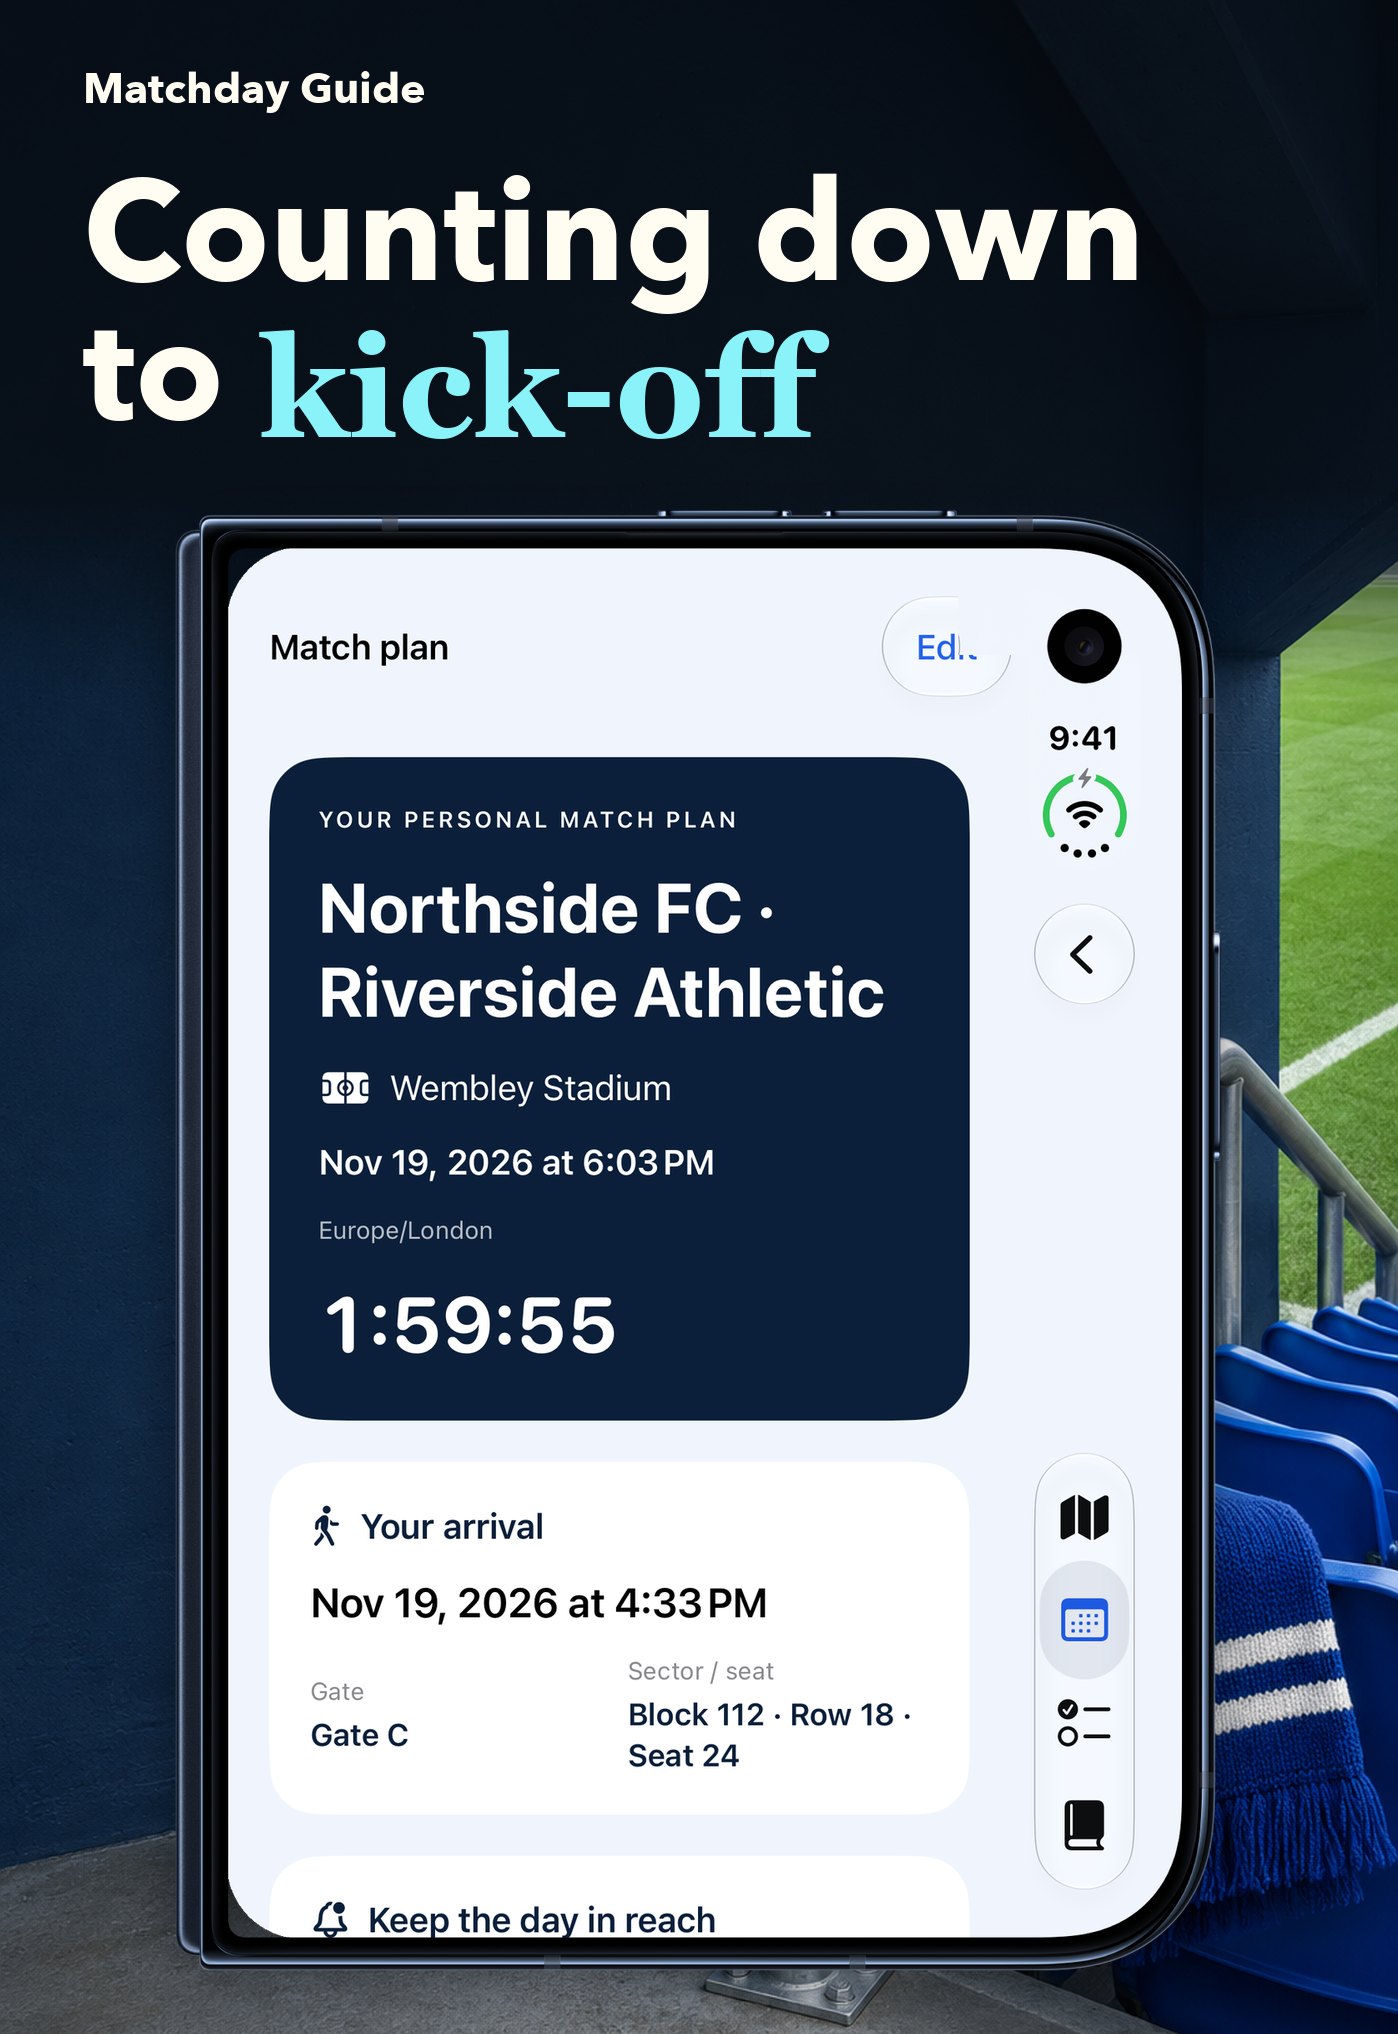 Matchday Guide
Counting down
to kick-off
Match plan
9:41
YOUR PERSONAL MATCH PLAN
Northside FC ·
Riverside Athletic
Wembley Stadium
Nov 19, 2026 at 6:03 PM
Europe/London
1:59:55
Your arrival
Nov 19, 2026 at 4:33 PM
Gate
Gate C
Sector / seat
Block 112 · Row 18 ·
Seat 24
Keep the day in reach